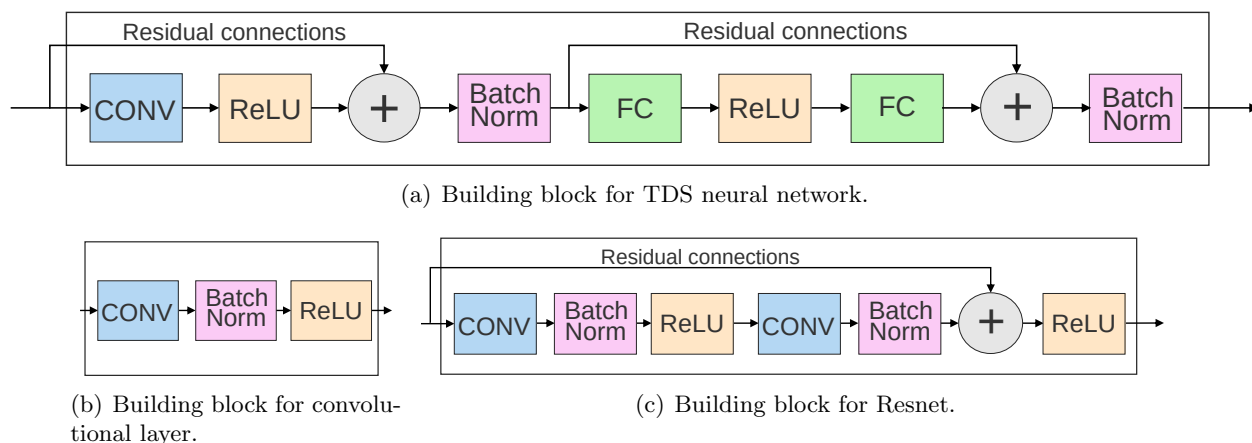 Residual connections Residual connections
CONV ReLU + Batch Norm FC ReLU FC + Batch Norm
(a) Building block for TDS neural network.
CONV Batch Norm ReLU
(b) Building block for convolu-
tional layer.
Residual connections
CONV Batch Norm ReLU CONV Batch Norm + ReLU
(c) Building block for Resnet.